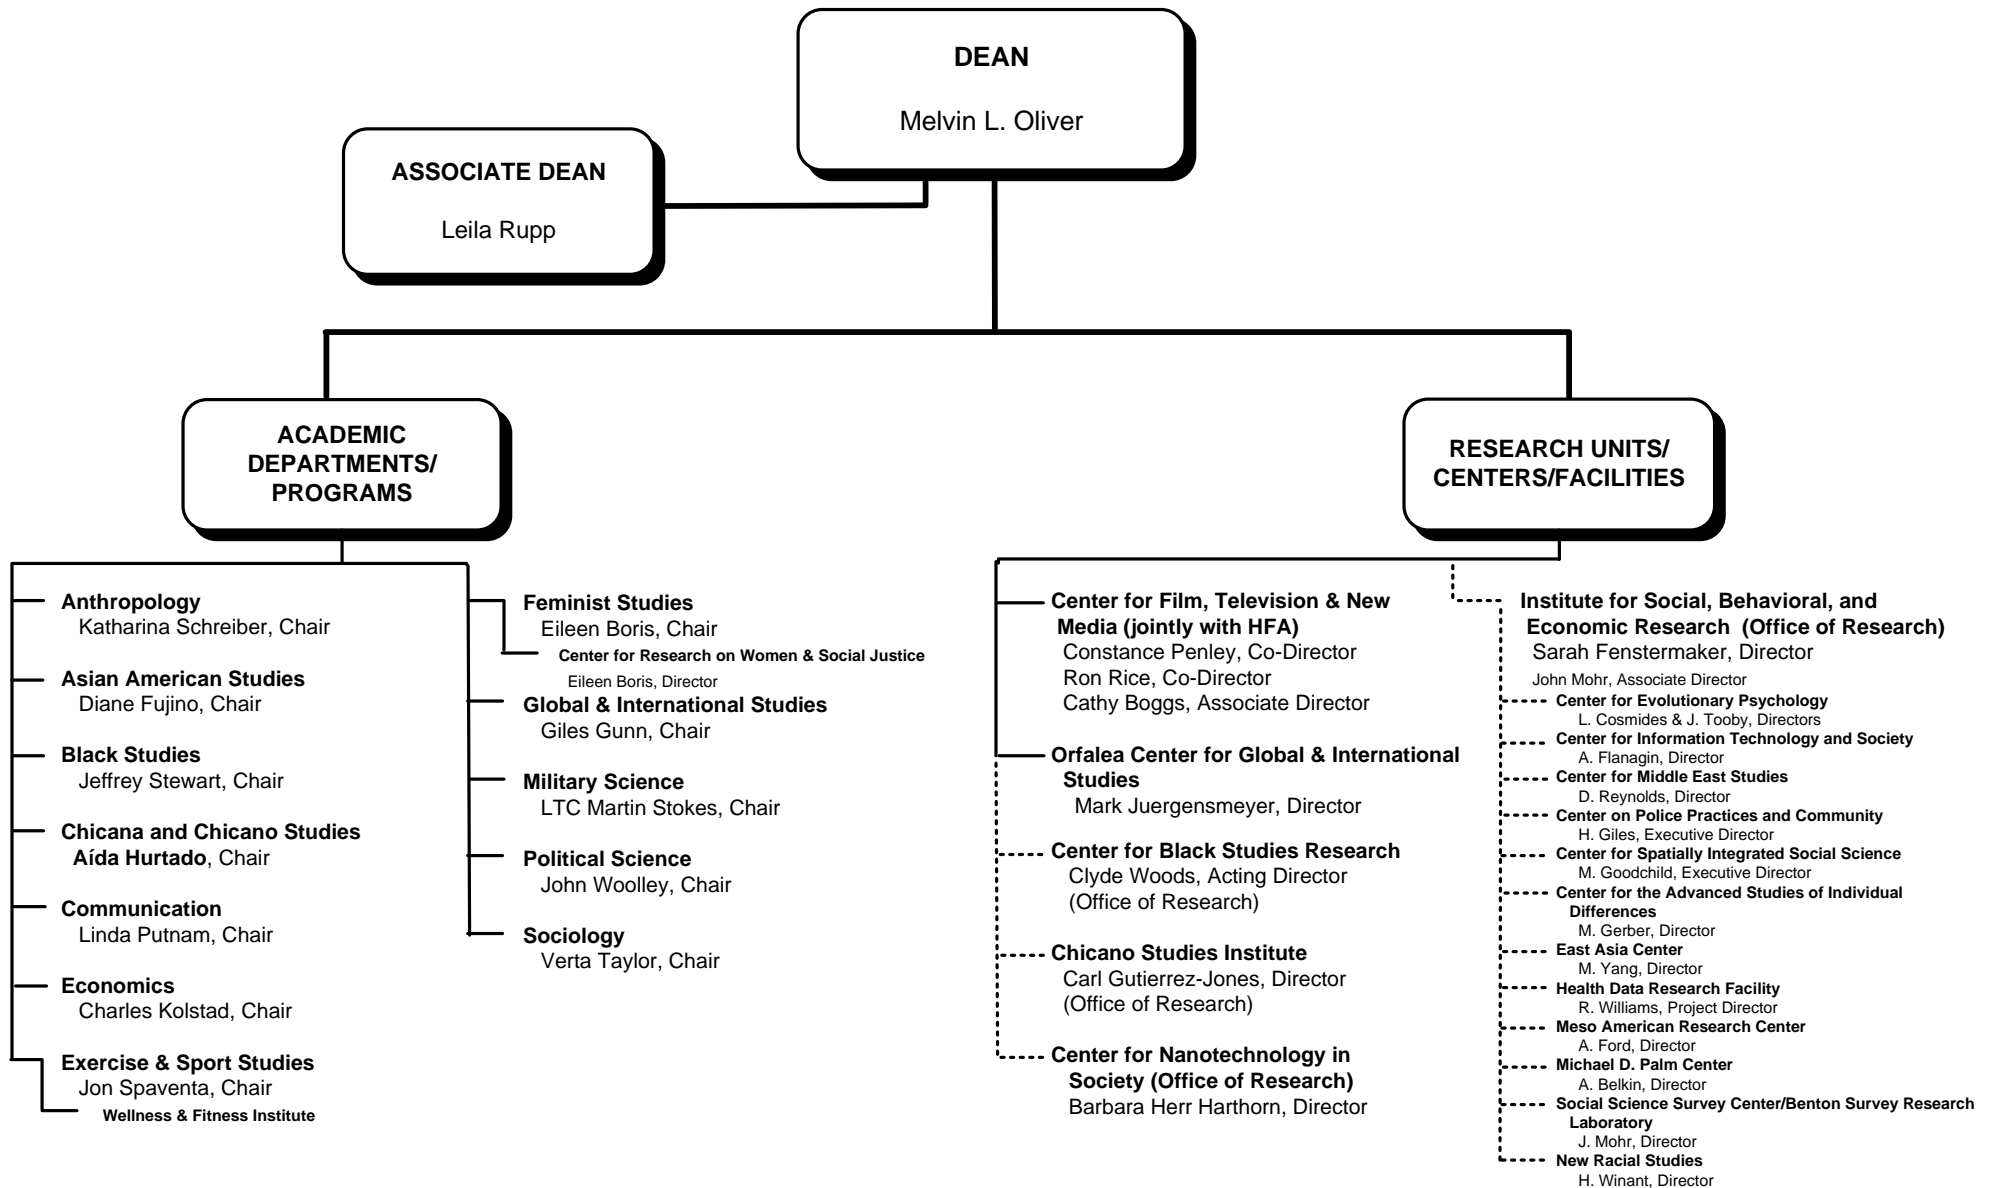 DEAN
Melvin L. Oliver
ASSOCIATE DEAN
Leila Rupp
ACADEMIC
DEPARTMENTS/
PROGRAMS
RESEARCH UNITS/
CENTERS/FACILITIES
Anthropology
Katharina Schreiber, Chair
Asian American Studies
Diane Fujino, Chair
Black Studies
Jeffrey Stewart, Chair
Chicana and Chicano Studies
Aída Hurtado, Chair
Communication
Linda Putnam, Chair
Economics
Charles Kolstad, Chair
Exercise & Sport Studies
Jon Spaventa, Chair
Wellness & Fitness Institute
Feminist Studies
Eileen Boris, Chair
Center for Research on Women & Social Justice
Eileen Boris, Director
Global & International Studies
Giles Gunn, Chair
Military Science
LTC Martin Stokes, Chair
Political Science
John Woolley, Chair
Sociology
Verta Taylor, Chair
Center for Film, Television & New
Media (jointly with HFA)
Constance Penley, Co-Director
Ron Rice, Co-Director
Cathy Boggs, Associate Director
Orfalea Center for Global & International
Studies
Mark Juergensmeyer, Director
Center for Black Studies Research
Clyde Woods, Acting Director
(Office of Research)
Chicano Studies Institute
Carl Gutierrez-Jones, Director
(Office of Research)
Center for Nanotechnology in
Society (Office of Research)
Barbara Herr Harthorn, Director
Institute for Social, Behavioral, and
Economic Research (Office of Research)
Sarah Fenstermaker, Director
John Mohr, Associate Director
Center for Evolutionary Psychology
L. Cosmides & J. Tooby, Directors
Center for Information Technology and Society
A. Flanagin, Director
Center for Middle East Studies
D. Reynolds, Director
Center on Police Practices and Community
H. Giles, Executive Director
Center for Spatially Integrated Social Science
M. Goodchild, Executive Director
Center for the Advanced Studies of Individual
Differences
M. Gerber, Director
East Asia Center
M. Yang, Director
Health Data Research Facility
R. Williams, Project Director
Meso American Research Center
A. Ford, Director
Michael D. Palm Center
A. Belkin, Director
Social Science Survey Center/Benton Survey Research
Laboratory
J. Mohr, Director
New Racial Studies
H. Winant, Director